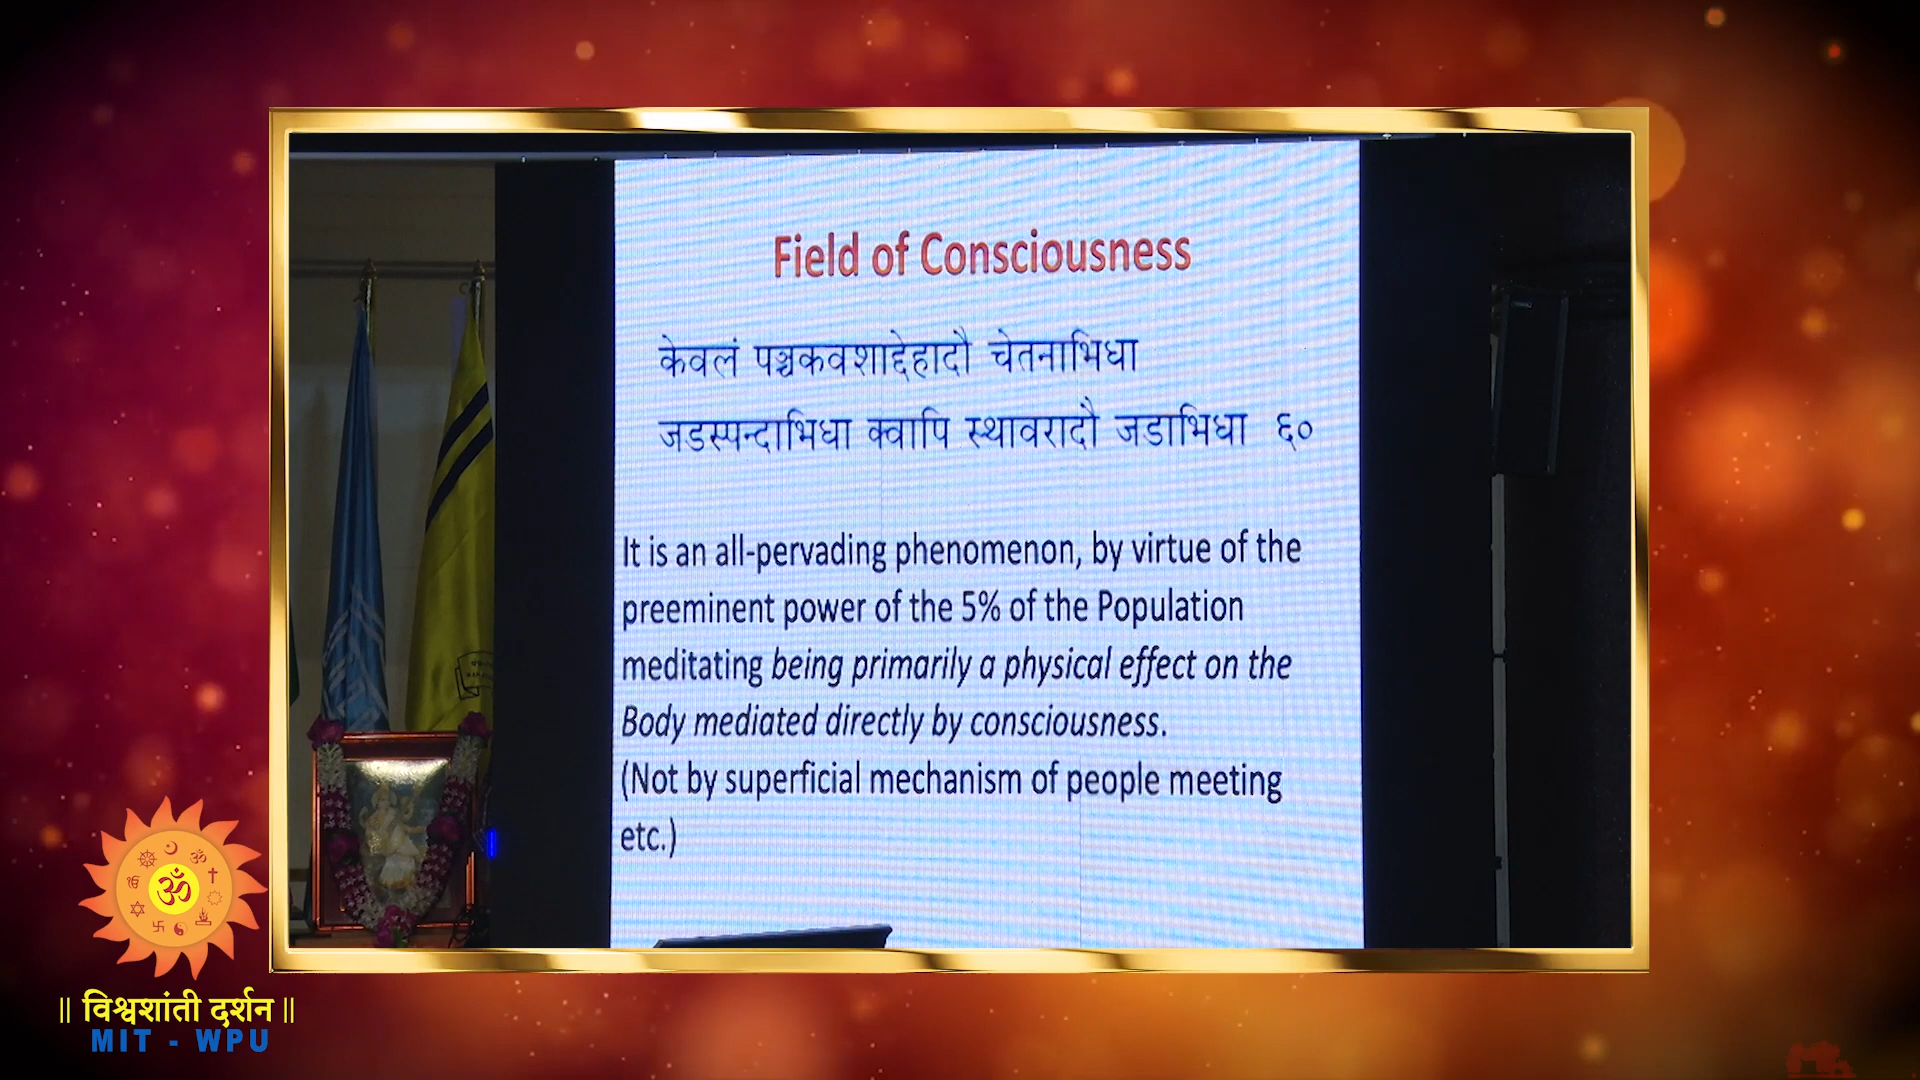 Field of Consciousness
केवलं पञ्चकवशाद्देहादौ चेतनाभिधा
जडस्पन्दाभिधा क्वापि स्थावरादौ जडाभिधा ६०
It is an all-pervading phenomenon, by virtue of the
preeminent power of the 5% of the Population
meditating being primarily a physical effect on the
Body mediated directly by consciousness.
(Not by superficial mechanism of people meeting
etc.)
ॐ
॥ विश्वशांती दर्शन ॥
MIT - WPU